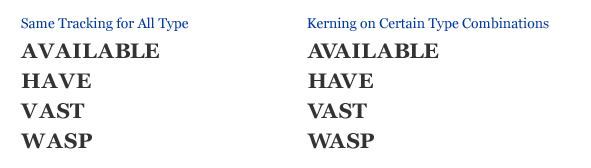 Same Tracking for All Type
AVAILABLE
HAVE
VAST
WASP
Kerning on Certain Type Combinations
AVAILABLE
HAVE
VAST
WASP